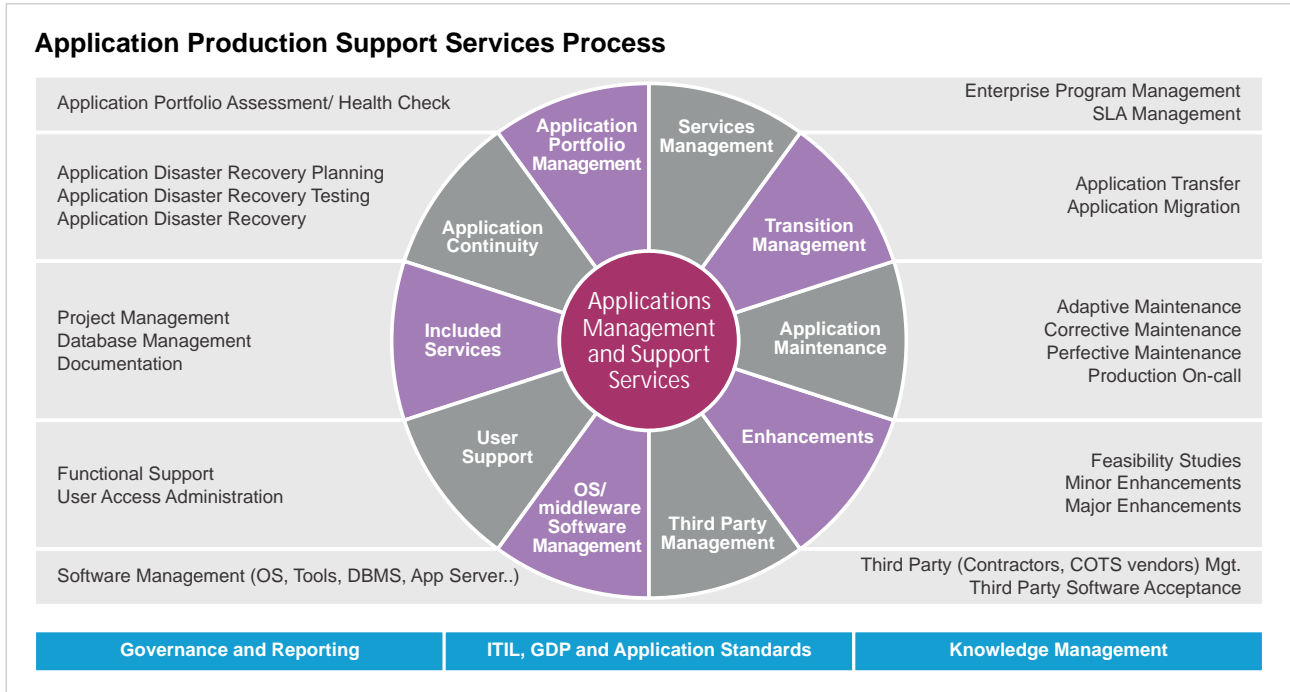 Application Production Support Services Process
Application Portfolio Assessment/ Health Check
Application Disaster Recovery Planning
Application Disaster Recovery Testing
Application Disaster Recovery
Project Management
Database Management
Documentation
Functional Support
User Access Administration
Software Management (OS, Tools, DBMS, App Server..)
Application
Portfolio
Management
Services
Management
Application
Continuity
Transition
Management
Included
Services
Applications
Management
and Support
Services
Application
Maintenance
User
Support
Enhancements
OS/
middleware
Software
Management
Third Party
Management
Enterprise Program Management
SLA Management
Application Transfer
Application Migration
Adaptive Maintenance
Corrective Maintenance
Perfective Maintenance
Production On-call
Feasibility Studies
Minor Enhancements
Major Enhancements
Third Party (Contractors, COTS vendors) Mgt.
Third Party Software Acceptance
Governance and Reporting
ITIL, GDP and Application Standards
Knowledge Management